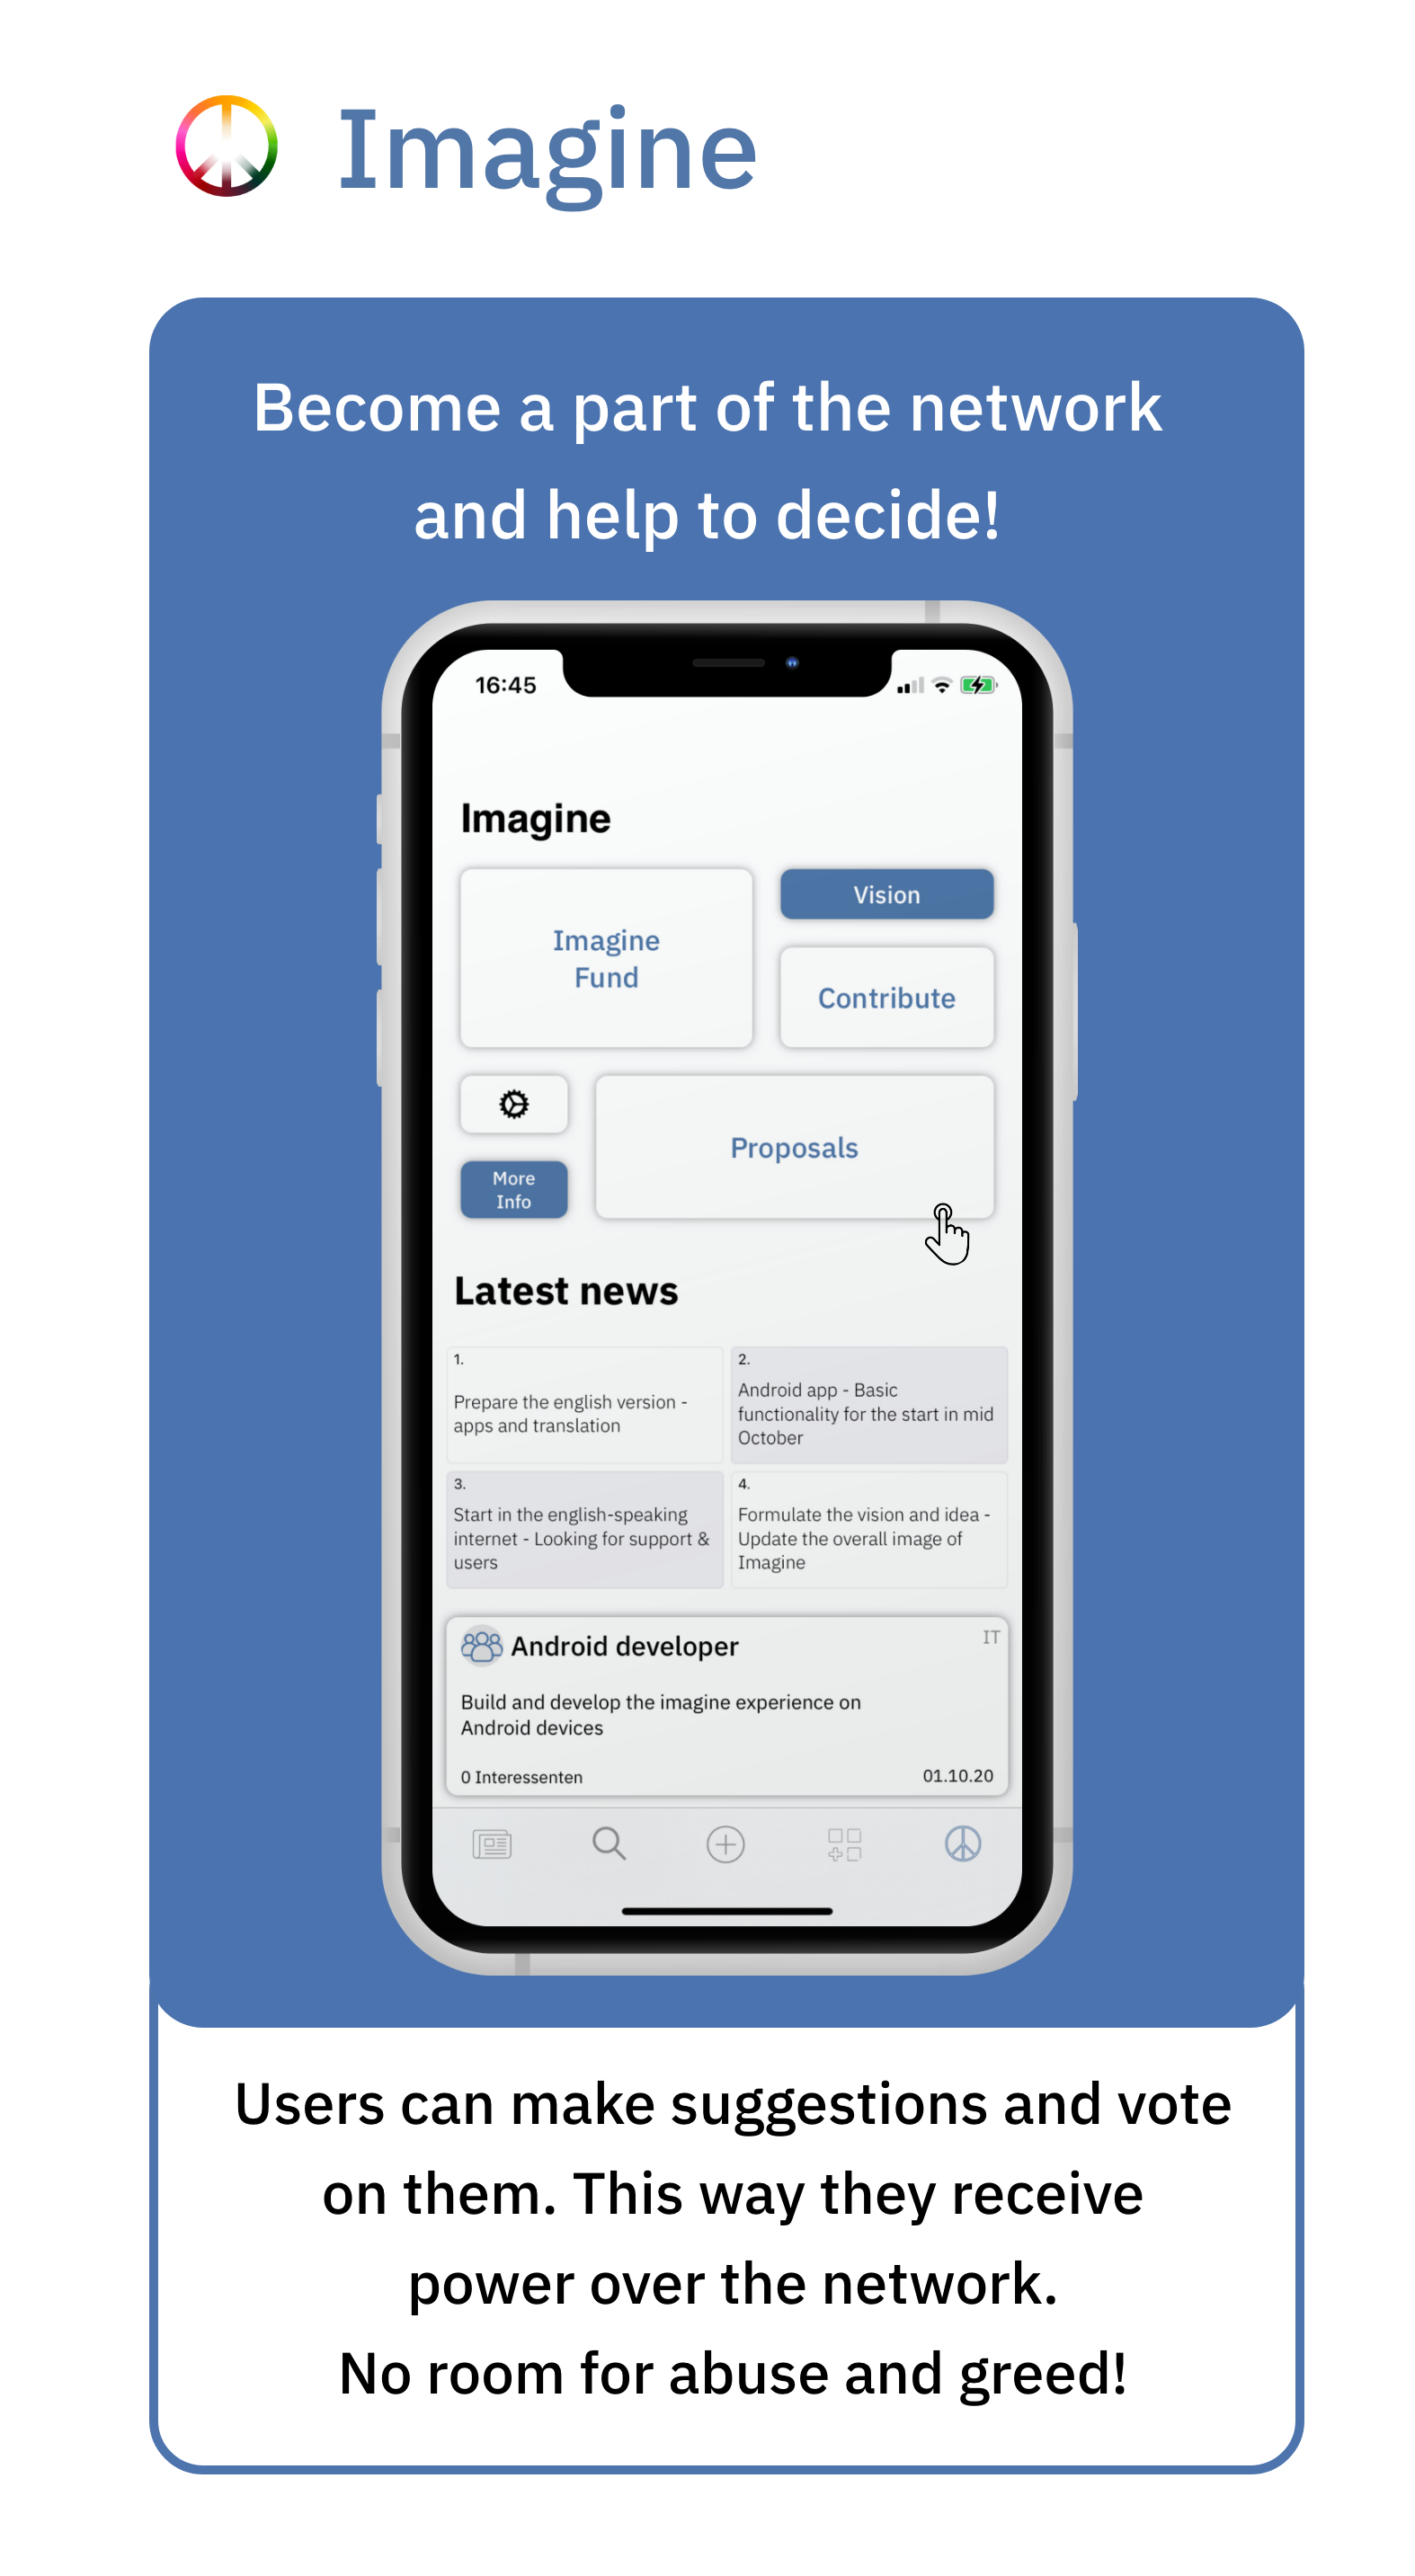 Imagine
Become a part of the network
and help to decide!
16:45
Imagine
Imagine
Fund
Vision
Contribute
More
Info
Proposals
Latest news
1.
Prepare the english version -
apps and translation
2.
Android app - Basic
functionality for the start in mid
October
3.
Start in the english-speaking
internet - Looking for support &
users
4.
Formulate the vision and idea -
Update the overall image of
Imagine
Android developer
IT
Build and develop the imagine experience on
Android devices
0 Interessenten
01.10.20
Users can make suggestions and vote
on them. This way they receive
power over the network.
No room for abuse and greed!